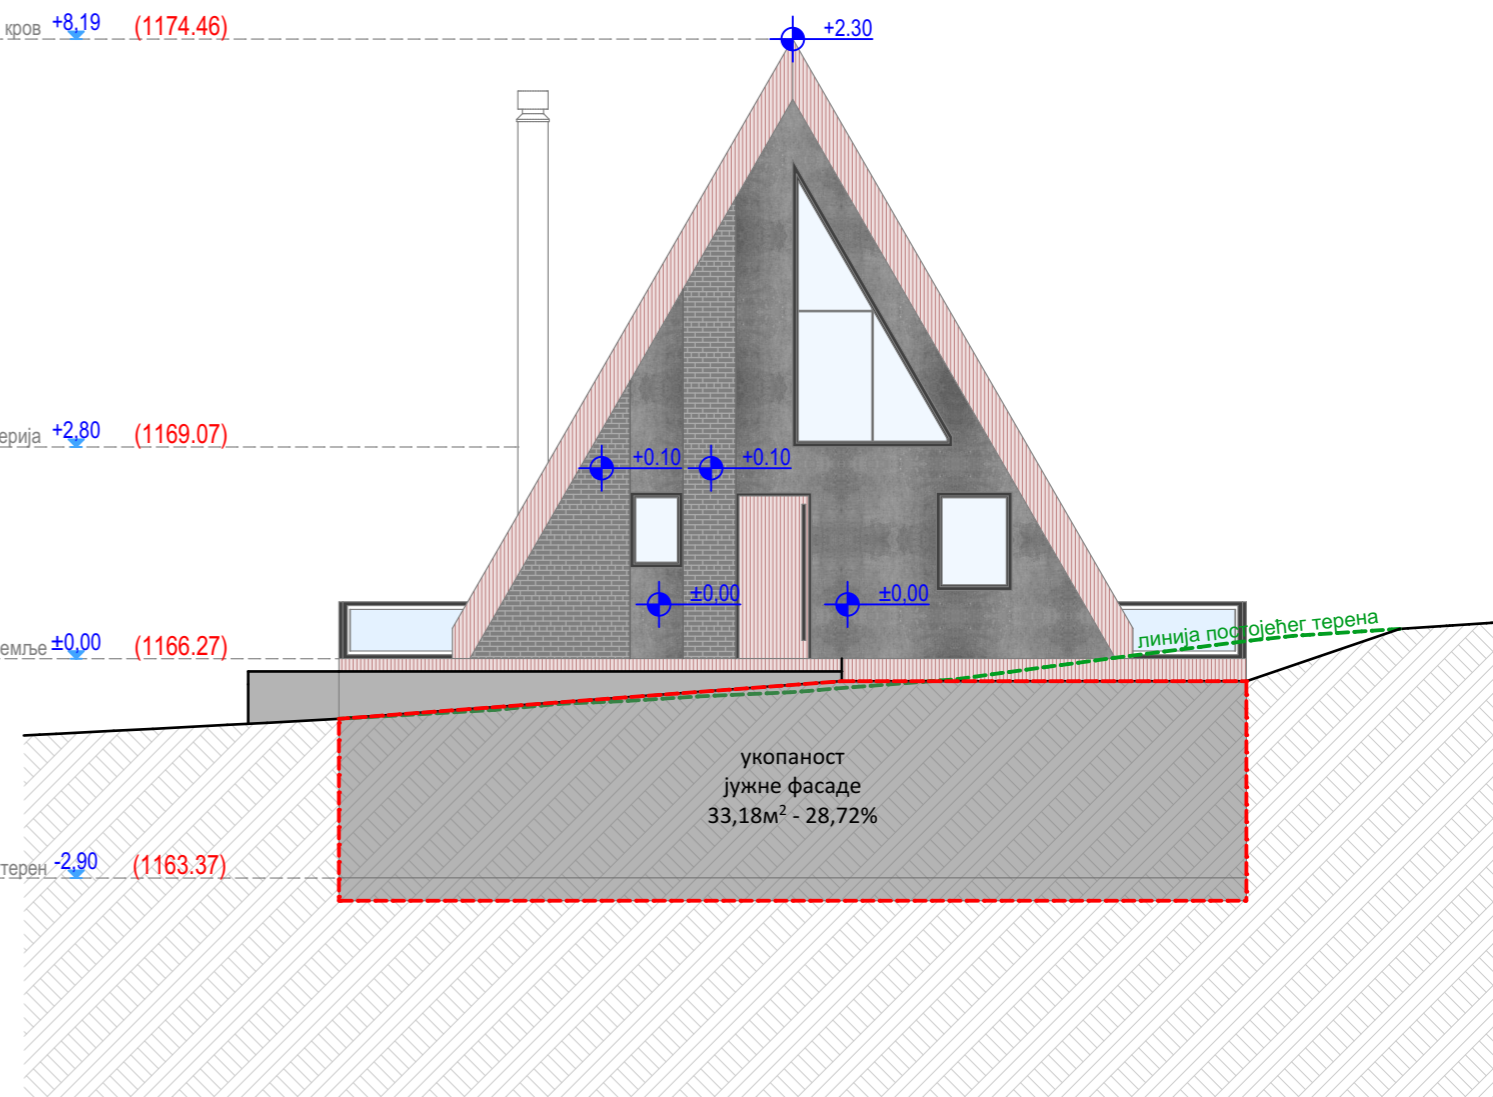 кров +8,19 (1174.46)
+2.30
+2,80 (1169.07)
+0.10
+0.10
±0,00
±0,00
±0,00 (1166.27)
линија постојећег терена
укопаност
јужне фасаде
33,18м² - 28,72%
терен -2,90 (1163.37)